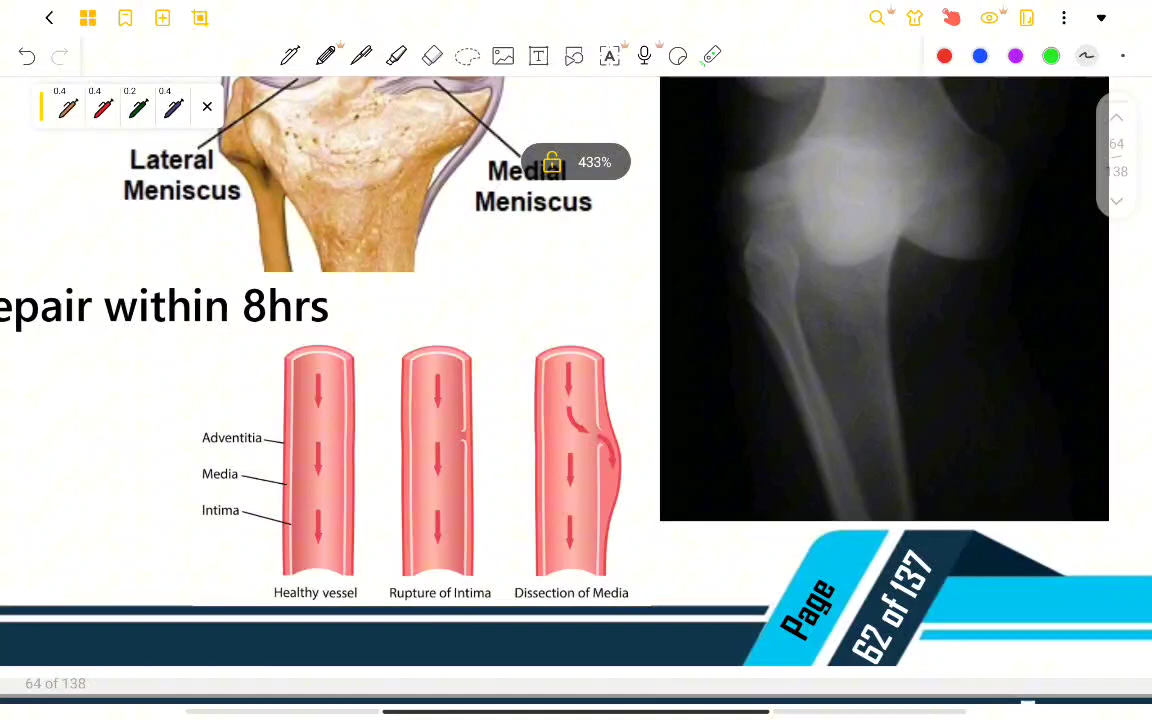 0.4 0.4 0.2 0.4
433%
64
138
Lateral
Meniscus
Medial
Meniscus
epair within 8hrs
Adventitia
Media
Intima
Healthy vessel
Rupture of Intima
Dissection of Media
Page
62 of 137
64 of 138